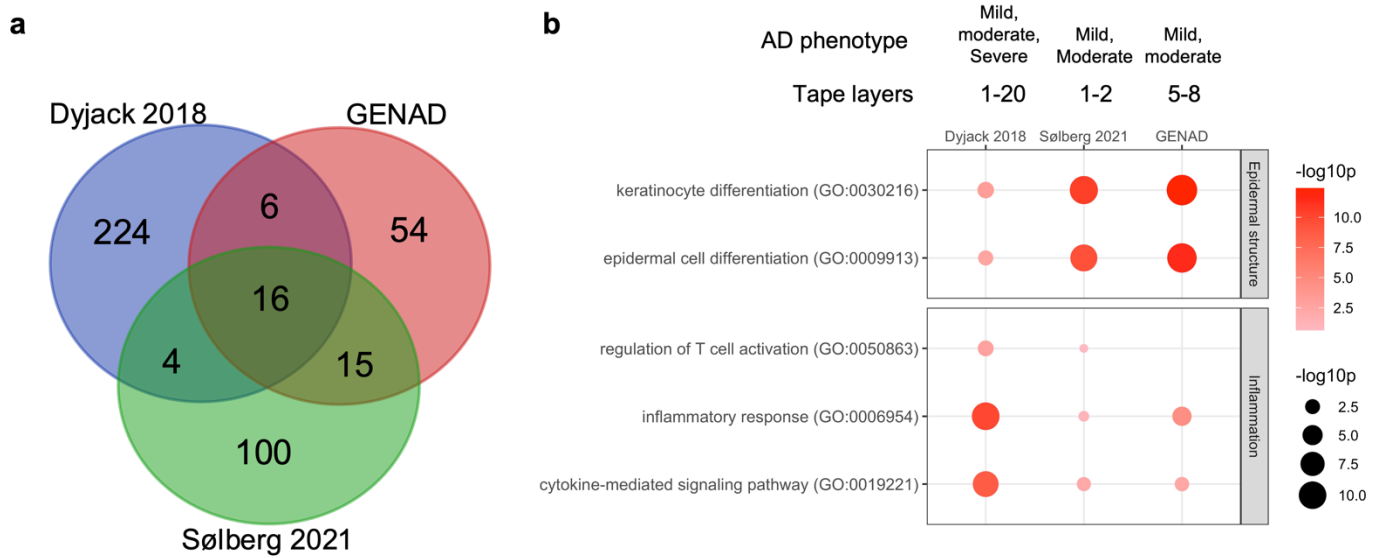 a
Dyjack 2018
GENAD
224
6
54
16
4
15
100
Sølberg 2021
b
AD phenotype
Mild,
moderate,
Severe
Mild,
Moderate
Mild,
moderate
Tape layers
1-20
1-2
5-8
Dyjack 2018
Sølberg 2021
GENAD
keratinocyte differentiation (GO:0030216)
epidermal cell differentiation (GO:0009913)
Epidermal structure
regulation of T cell activation (GO:0050863)
inflammatory response (GO:0006954)
cytokine-mediated signaling pathway (GO:0019221)
Inflammation
-log10p
10.0
7.5
5.0
2.5
-log10p
2.5
5.0
7.5
10.0